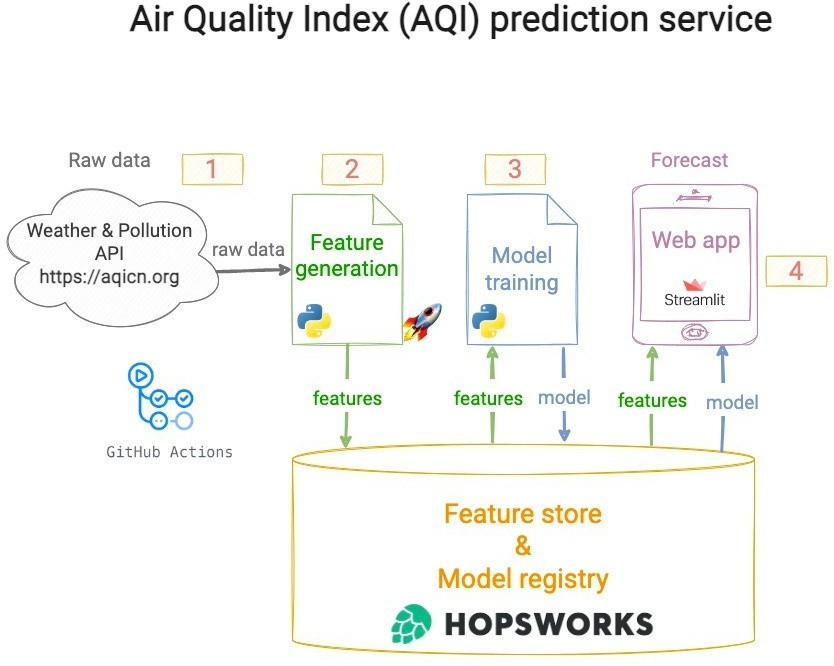 Air Quality Index (AQI) prediction service
Raw data
1
2
3
Forecast
Weather & Pollution
API
https://aqicn.org
raw data
Feature
generation
Model
training
Web app
Streamlit
4
GitHub Actions
features
features
model
features
model
Feature store
&
Model registry
HOPSWORKS